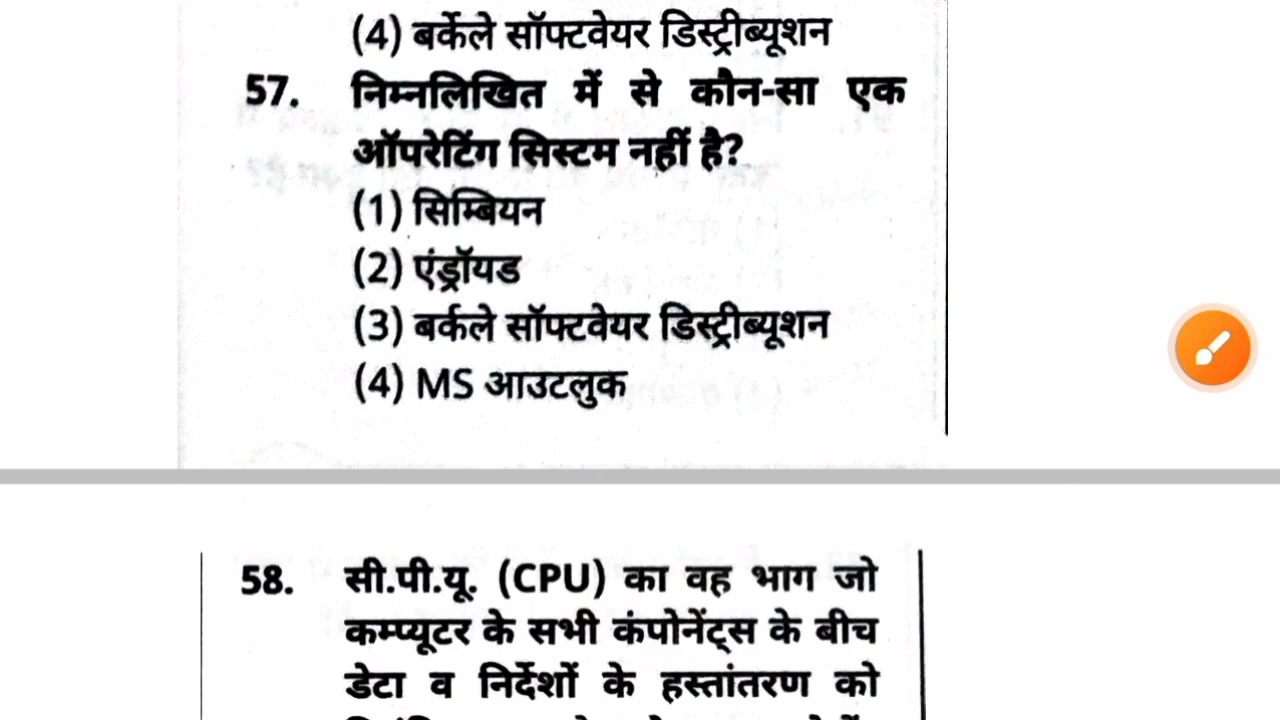 (4) बर्केले सॉफ्टवेयर डिस्ट्रीब्यूशन
57. निम्नलिखित में से कौन-सा एक
ऑपरेटिंग सिस्टम नहीं है?
(1) सिम्बियन
(2) एंड्रॉयड
(3) बर्कले सॉफ्टवेयर डिस्ट्रीब्यूशन
(4) MS आउटलुक
58. सी.पी.यू. (CPU) का वह भाग जो
कम्प्यूटर के सभी कंपोनेंट्स के बीच
डेटा व निर्देशों के हस्तांतरण को